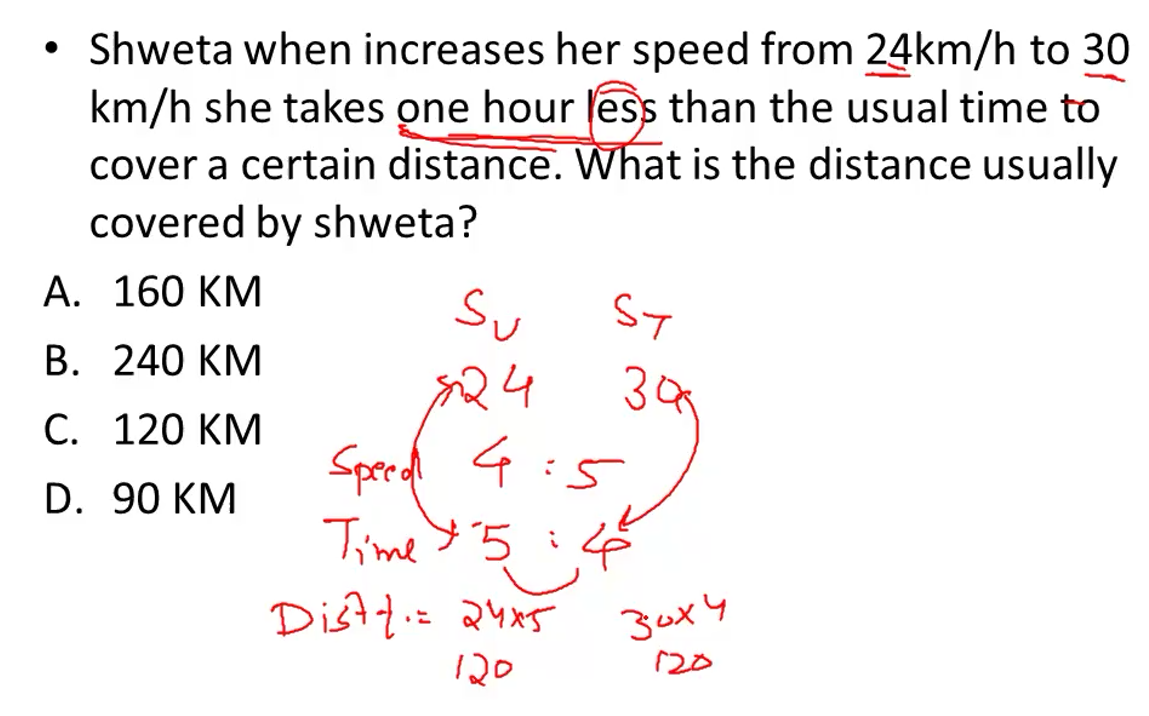 • Shweta when increases her speed from 24km/h to 30
km/h she takes one hour less than the usual time to
cover a certain distance. What is the distance usually
covered by shweta?
A. 160 KM
B. 240 KM
C. 120 KM
D. 90 KM
SU ST
24 30
Speed 4 : 5
Time 5 : 4
Distt.= 24x5 30x4
120 120